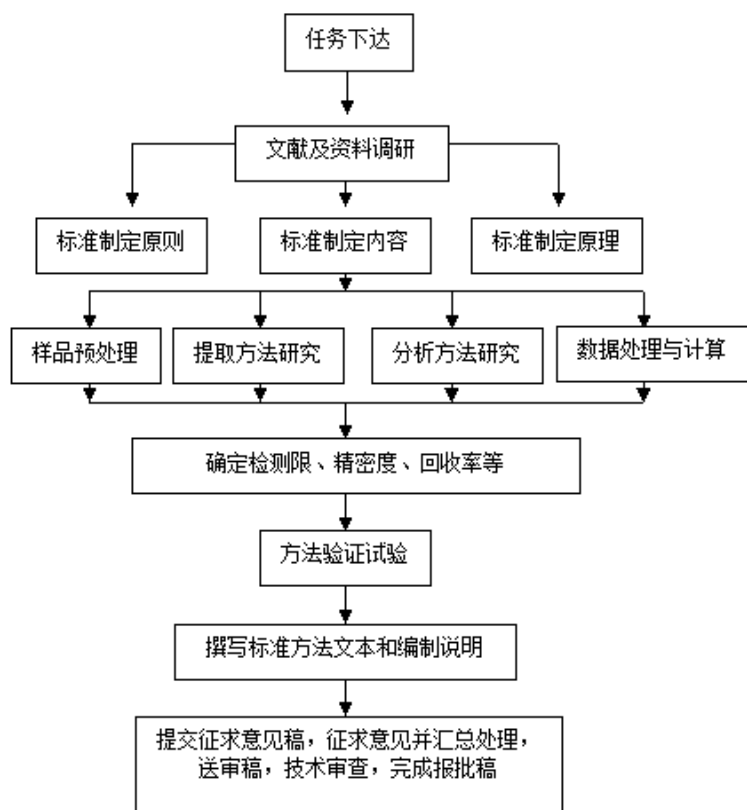 任务下达
文献及资料调研
标准制定原则
标准制定内容
标准制定原理
样品预处理
提取方法研究
分析方法研究
数据处理与计算
确定检测限、精密度、回收率等
方法验证试验
撰写标准方法文本和编制说明
提交征求意见稿，征求意见并汇总处理，
送审稿，技术审查，完成报批稿